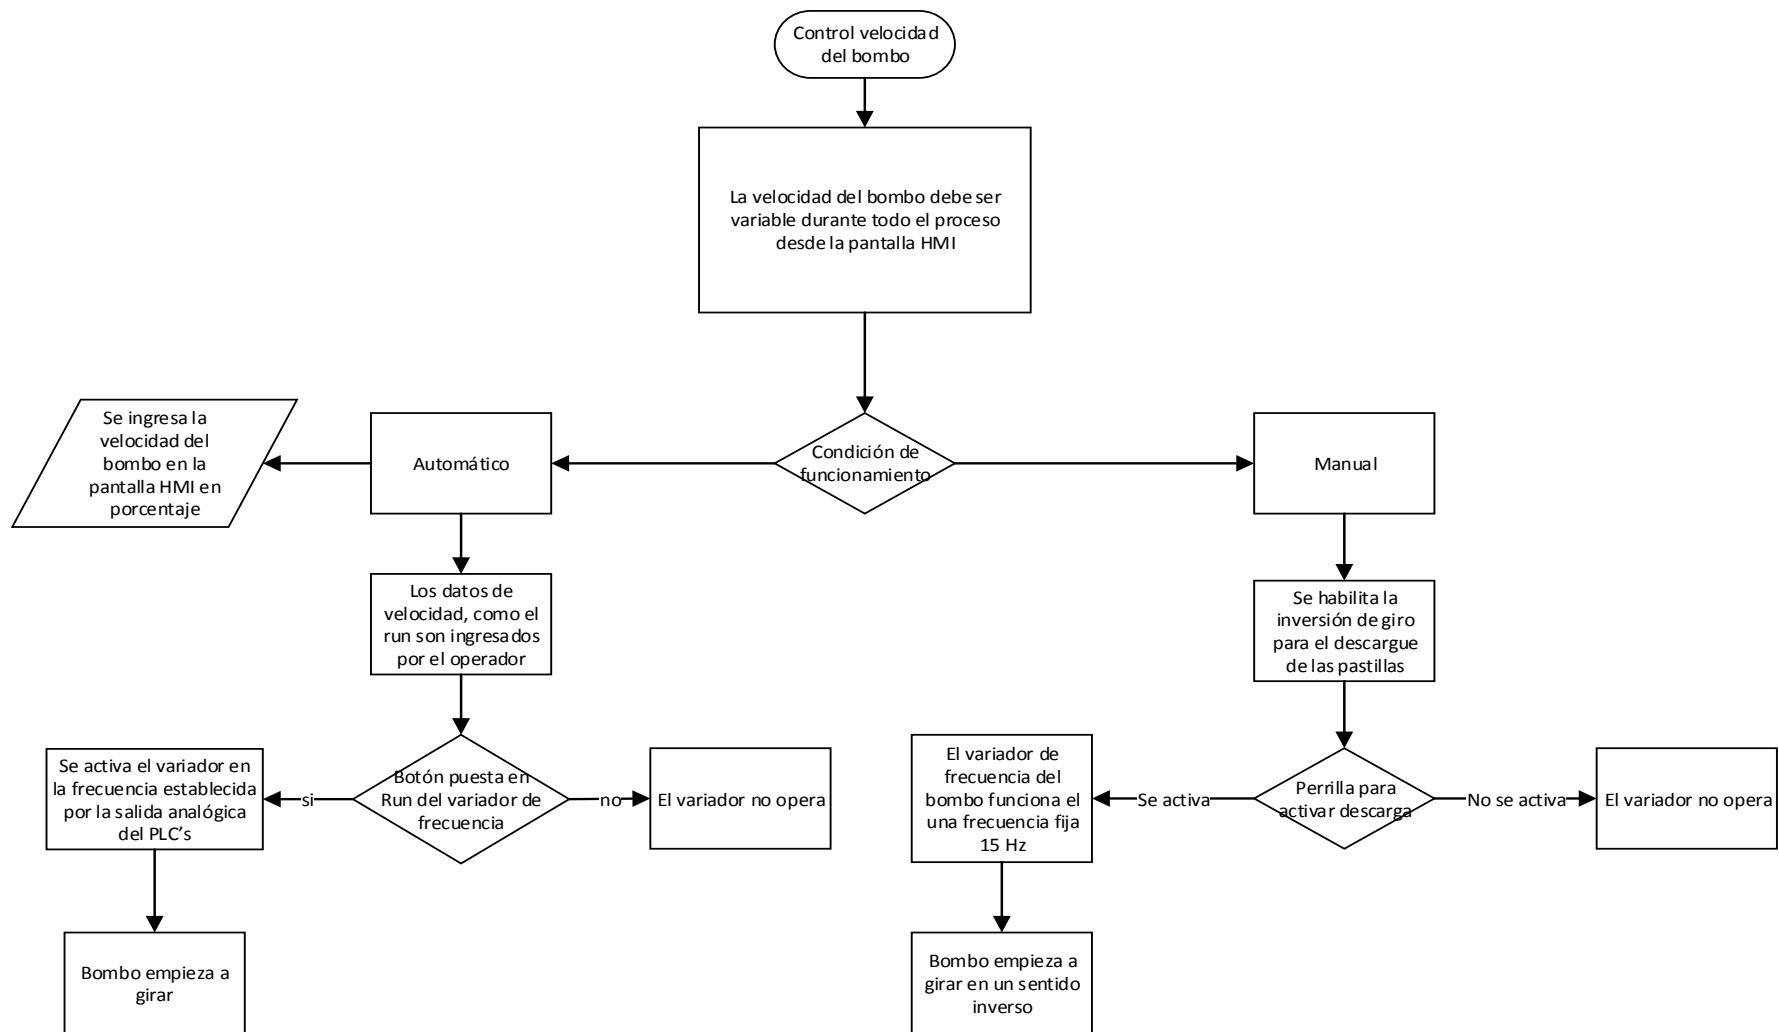 Control velocidad
del bombo
La velocidad del bombo debe ser
variable durante todo el proceso
desde la pantalla HMI
Se ingresa la
velocidad del
bombo en la
pantalla HMI en
porcentaje
Automático
Condición de
funcionamiento
Manual
Los datos de
velocidad, como el
run son ingresados
por el operador
Se habilita la
inversión de giro
para el descargue
de las pastillas
Se activa el variador en
la frecuencia establecida
por la salida analógica
del PLC’s
si
Botón puesta en
Run del variador de
frecuencia
no
El variador no opera
El variador de
frecuencia del
bombo funciona el
una frecuencia fija
15 Hz
Se activa
Perrilla para
activar descarga
No se activa
El variador no opera
Bombo empieza a
girar
Bombo empieza a
girar en un sentido
inverso